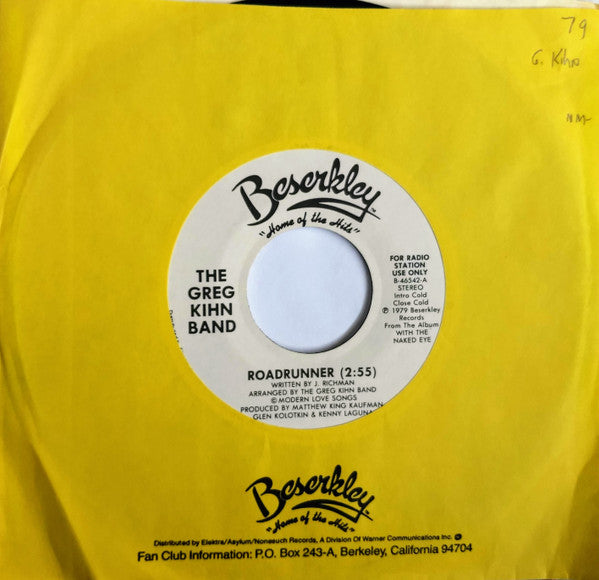 79
G. Kihn
NM-
Beserkley™
"Home of the Hits"
THE
GREG
KIHN
BAND
FOR RADIO
STATION
USE ONLY
B-46542-A
STEREO
Intro Cold
Close Cold
℗ 1979 Beserkley
Records
From The Album
WITH THE
NAKED EYE
ROADRUNNER (2:55)
WRITTEN BY J. RICHMAN
ARRANGED BY THE GREG KIHN BAND
© MODERN LOVE SONGS
PRODUCED BY MATTHEW KING KAUFMAN,
GLEN KOLOTKIN & KENNY LAGUNA
Beserkley™
"Home of the Hits"
Distributed by Elektra/Asylum/Nonesuch Records, A Division Of Warner Communications Inc.
Fan Club Information: P.O. Box 243-A, Berkeley, California 94704